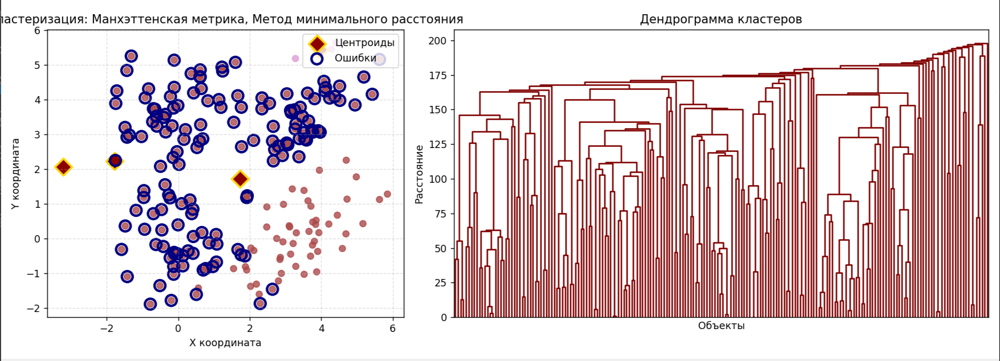 ластеризация: Манхэттенская метрика, Метод минимального расстояния
6
5
4
3
2
1
0
−1
−2
Y координата
Центроиды
Ошибки
−2
0
2
4
6
X координата
Дендрограмма кластеров
200
175
150
125
100
75
50
25
0
Расстояние
Объекты